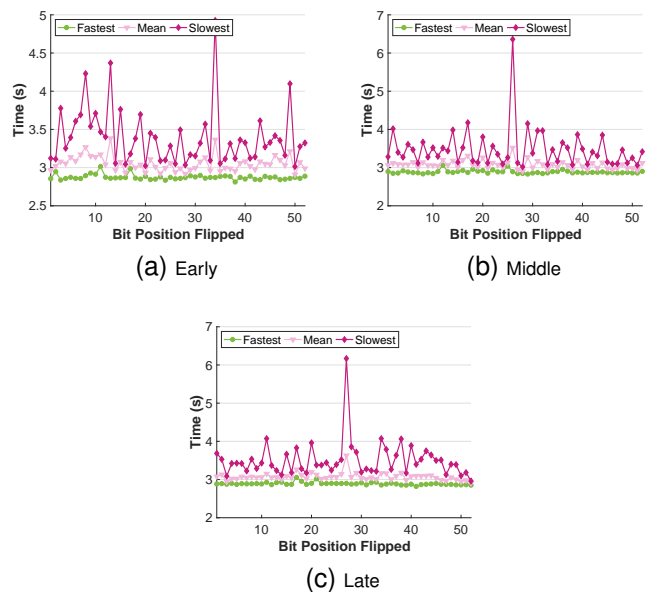 Fastest Mean Slowest
5
4.5
4
3.5
3
2.5
Time (s)
10 20 30 40 50
Bit Position Flipped
(a) Early
Fastest Mean Slowest
7
6
5
4
3
2
Time (s)
10 20 30 40 50
Bit Position Flipped
(b) Middle
Fastest Mean Slowest
7
6
5
4
3
2
Time (s)
10 20 30 40 50
Bit Position Flipped
(c) Late